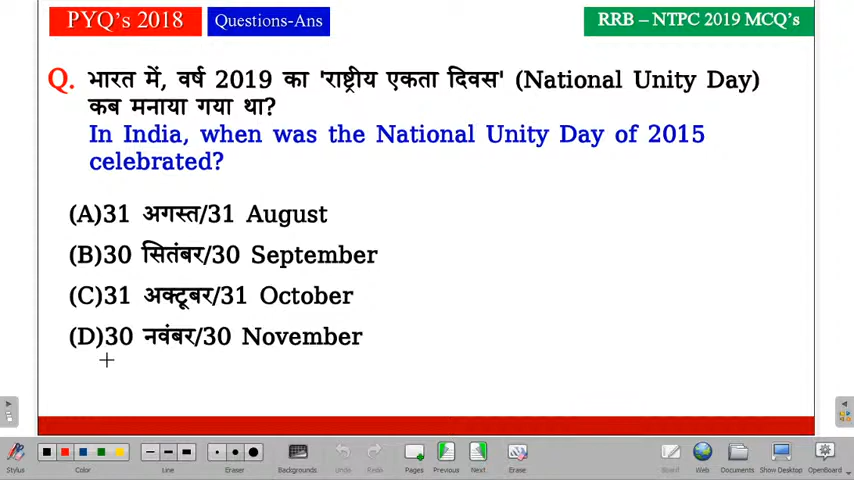 PYQ's 2018 Questions-Ans RRB – NTPC 2019 MCQ's
Q. भारत में, वर्ष 2019 का 'राष्ट्रीय एकता दिवस' (National Unity Day)
कब मनाया गया था?
In India, when was the National Unity Day of 2015
celebrated?
(A)31 अगस्त/31 August
(B)30 सितंबर/30 September
(C)31 अक्टूबर/31 October
(D)30 नवंबर/30 November
Stylus Color Line Eraser Backgrounds Undo Redo Pages Previous Next Erase Board Web Documents Show Desktop OpenBoard